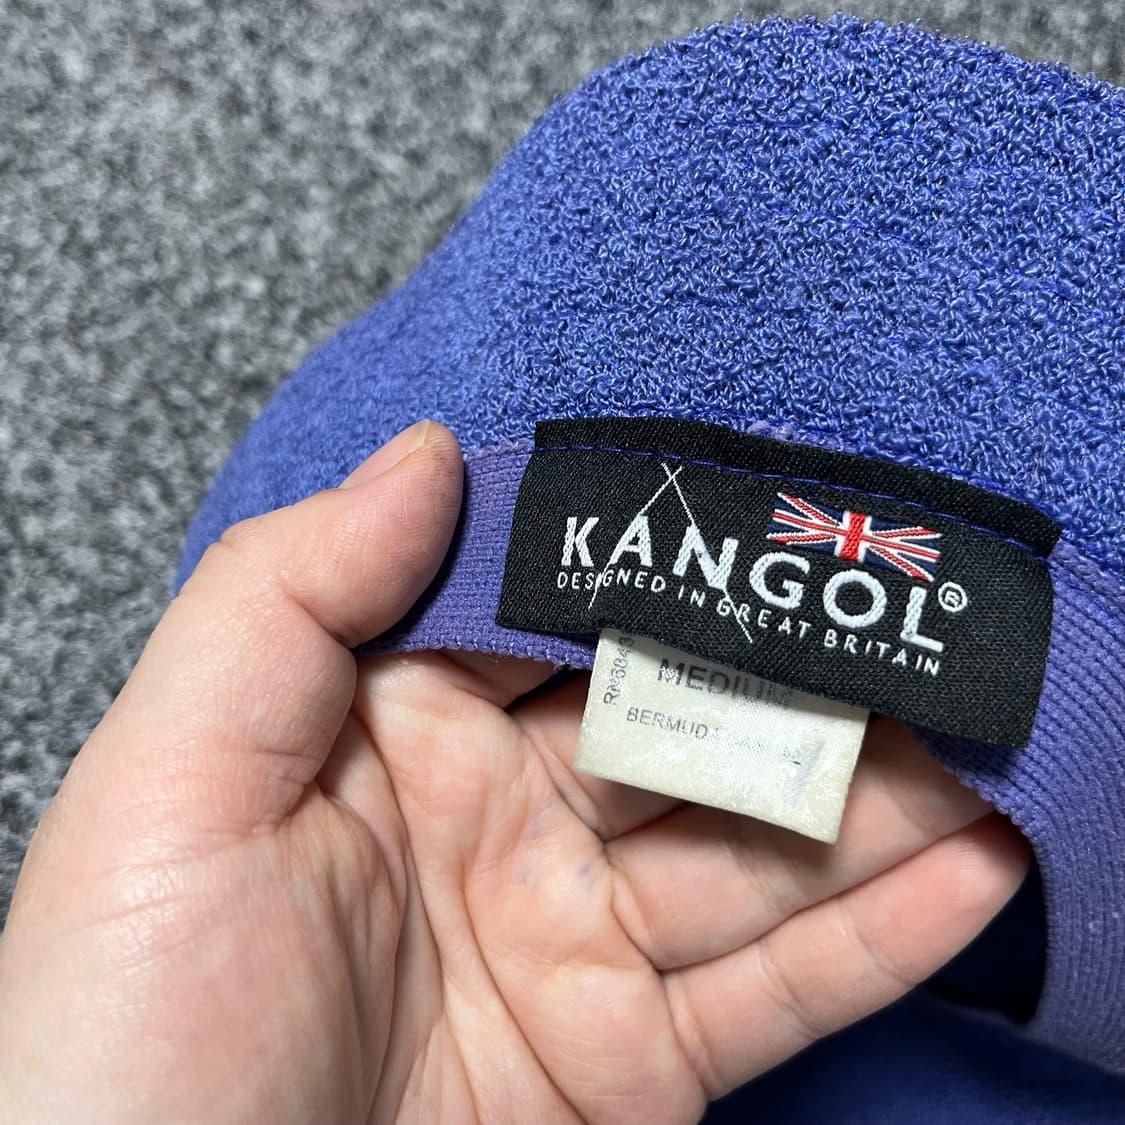 KANGOL®
DESIGNED IN GREAT BRITAIN
MEDIUM